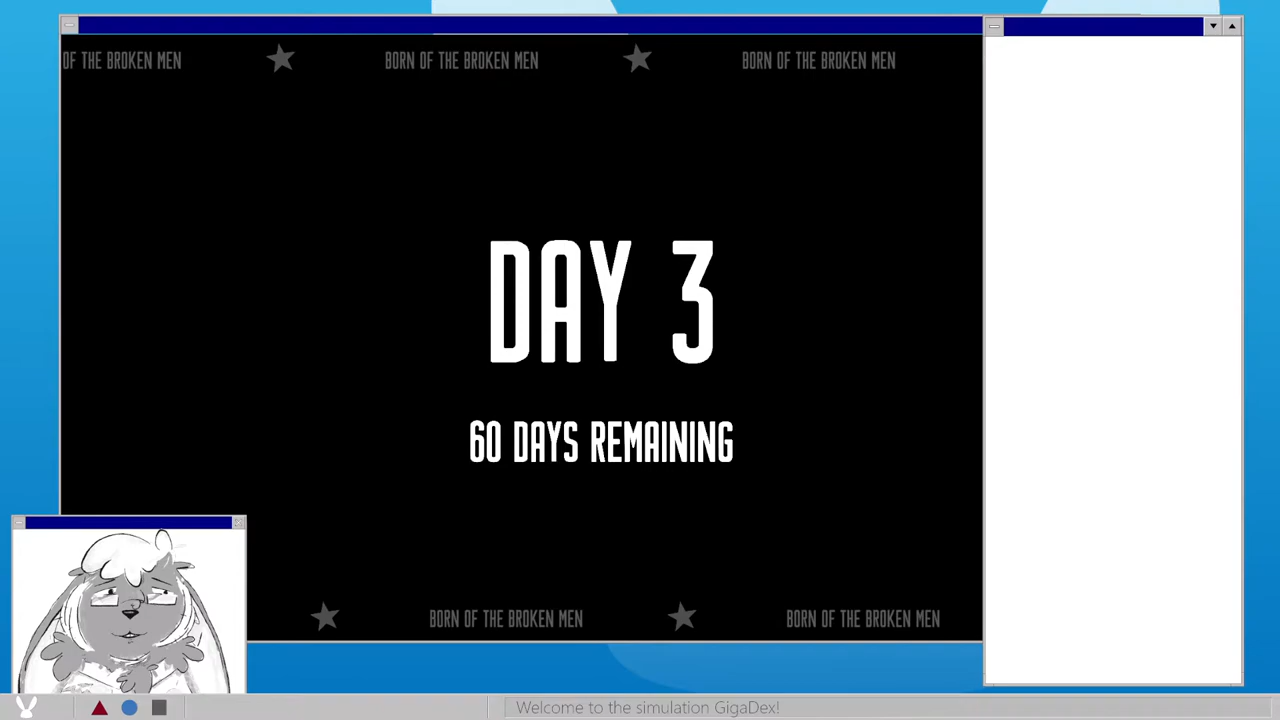 OF THE BROKEN MEN BORN OF THE BROKEN MEN BORN OF THE BROKEN MEN
DAY 3
60 DAYS REMAINING
BORN OF THE BROKEN MEN BORN OF THE BROKEN MEN
Welcome to the simulation GigaDex!